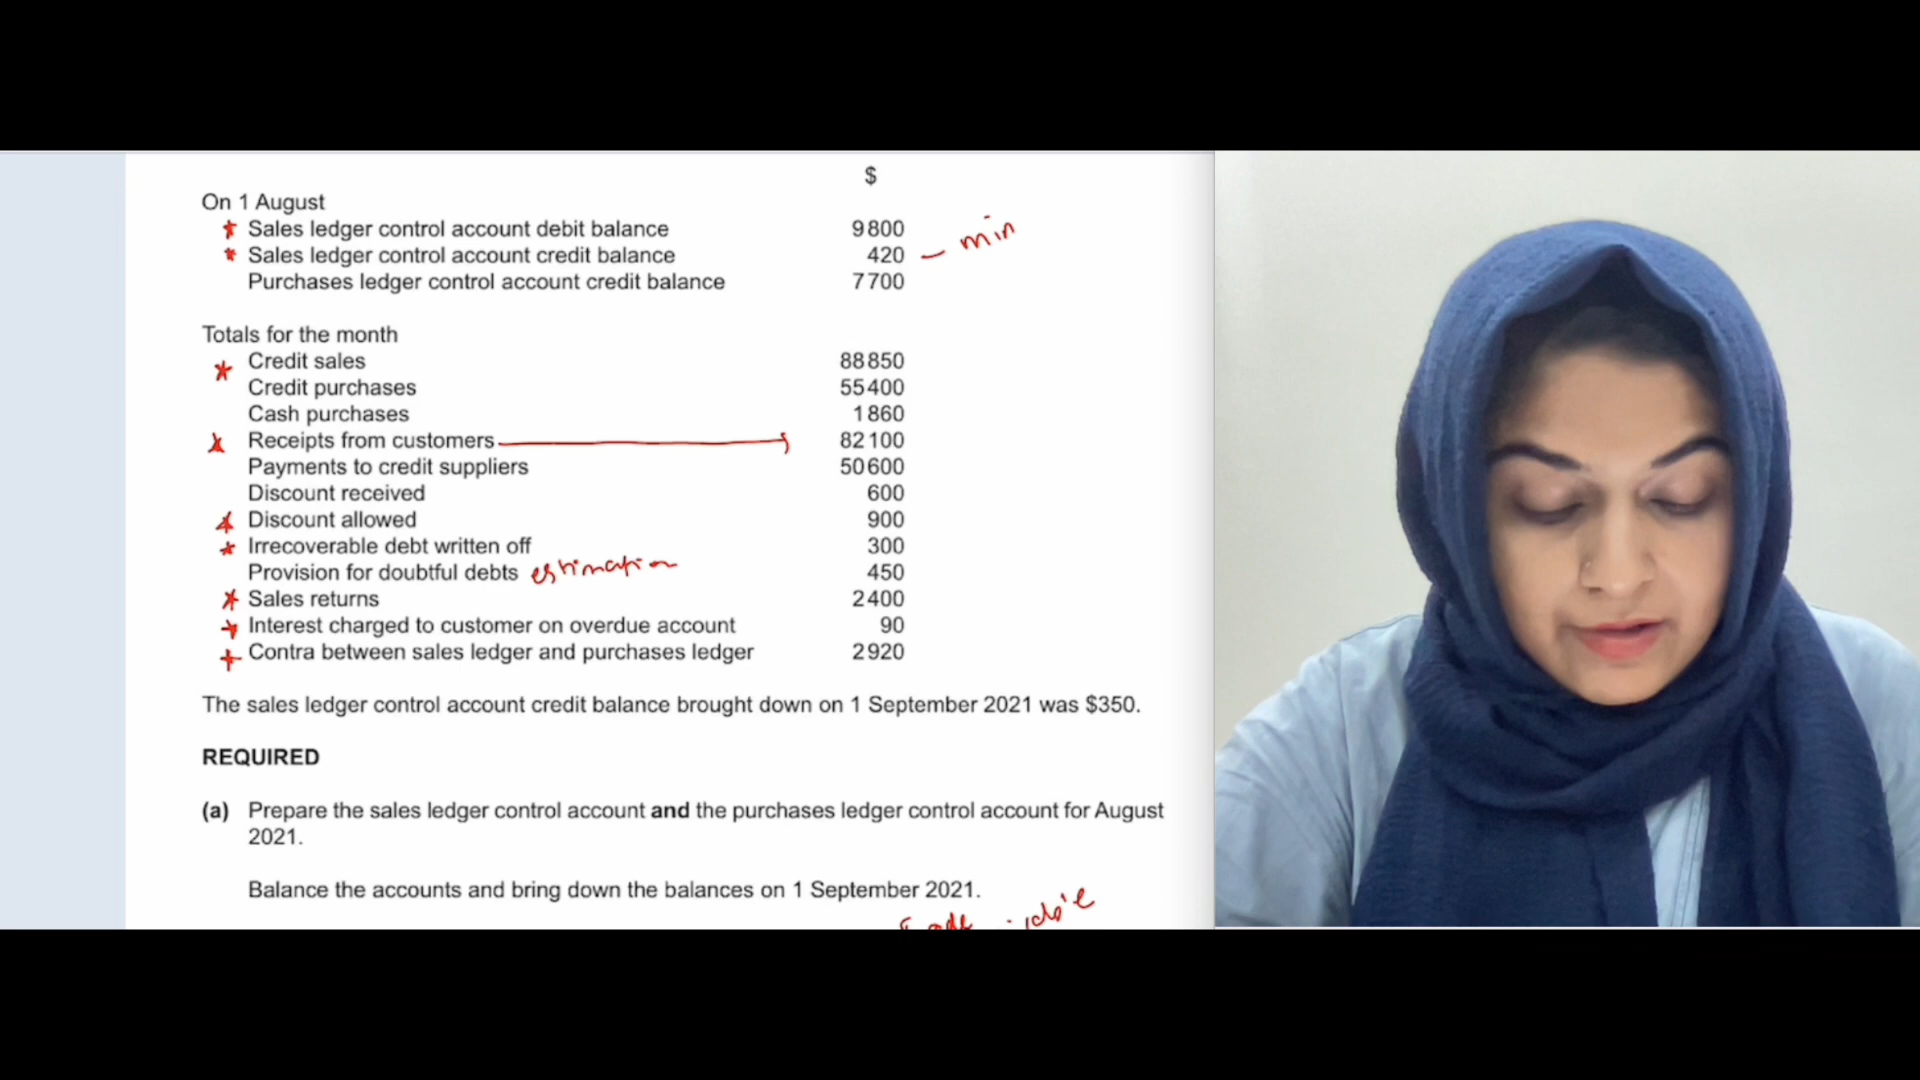 $
On 1 August
Sales ledger control account debit balance 9800
Sales ledger control account credit balance 420 – min
Purchases ledger control account credit balance 7700
Totals for the month
Credit sales 88850
Credit purchases 55400
Cash purchases 1860
Receipts from customers 82100
Payments to credit suppliers 50600
Discount received 600
Discount allowed 900
Irrecoverable debt written off 300
Provision for doubtful debts estimation 450
Sales returns 2400
Interest charged to customer on overdue account 90
Contra between sales ledger and purchases ledger 2920
The sales ledger control account credit balance brought down on 1 September 2021 was $350.
REQUIRED
(a) Prepare the sales ledger control account and the purchases ledger control account for August
2021.
Balance the accounts and bring down the balances on 1 September 2021.